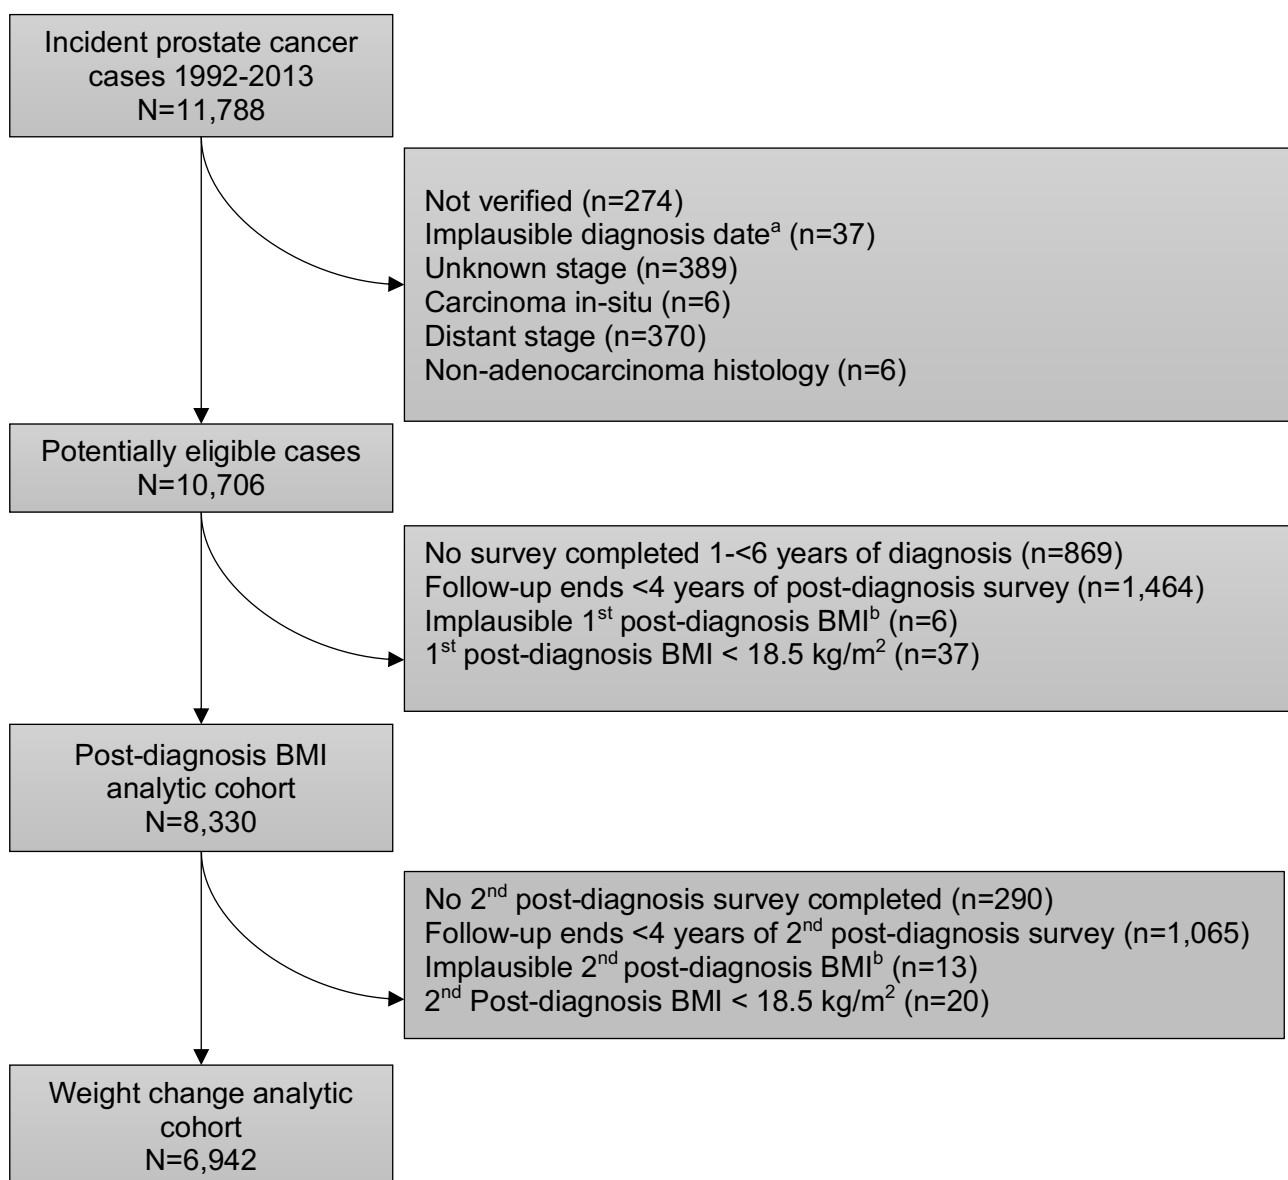 Incident prostate cancer
cases 1992-2013
N=11,788
Not verified (n=274)
Implausible diagnosis dateᵃ (n=37)
Unknown stage (n=389)
Carcinoma in-situ (n=6)
Distant stage (n=370)
Non-adenocarcinoma histology (n=6)
Potentially eligible cases
N=10,706
No survey completed 1-<6 years of diagnosis (n=869)
Follow-up ends <4 years of post-diagnosis survey (n=1,464)
Implausible 1ˢᵗ post-diagnosis BMIᵇ (n=6)
1ˢᵗ post-diagnosis BMI < 18.5 kg/m² (n=37)
Post-diagnosis BMI
analytic cohort
N=8,330
No 2ⁿᵈ post-diagnosis survey completed (n=290)
Follow-up ends <4 years of 2ⁿᵈ post-diagnosis survey (n=1,065)
Implausible 2ⁿᵈ post-diagnosis BMIᵇ (n=13)
2ⁿᵈ Post-diagnosis BMI < 18.5 kg/m² (n=20)
Weight change analytic
cohort
N=6,942